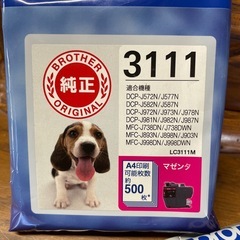 BROTHER
純正
ORIGINAL
3111
適合機種
DCP-J572N/J577N
DCP-J582N/J587N
DCP-J972N/J973N/J978N
DCP-J981N/J982N/J987N
MFC-J738DN/J738DWN
MFC-J893N/J898N/J903N
MFC-J998DN/J998DWN
LC3111M
A4印刷
可能枚数
約
500
枚*
マゼンタ